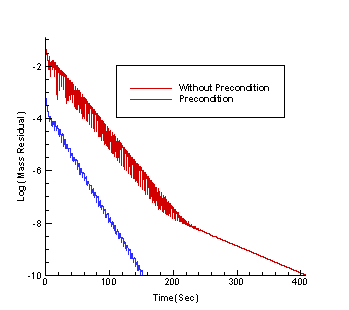 -2
Without Precondition
Precondition
-4
-6
-8
-10
0
100
200
300
400
Log(Mass Residual)
Time(Sec)